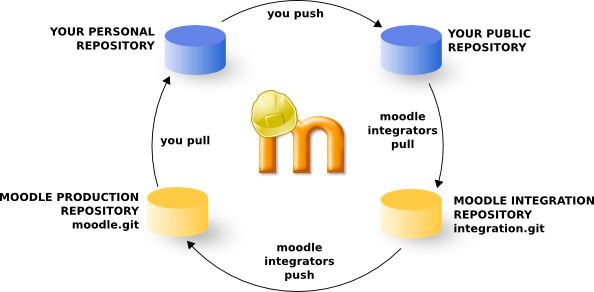 you push
YOUR PERSONAL
REPOSITORY
YOUR PUBLIC
REPOSITORY
moodle
integrators
pull
you pull
m
MOODLE PRODUCTION
REPOSITORY
moodle.git
MOODLE INTEGRATION
REPOSITORY
integration.git
moodle
integrators
push